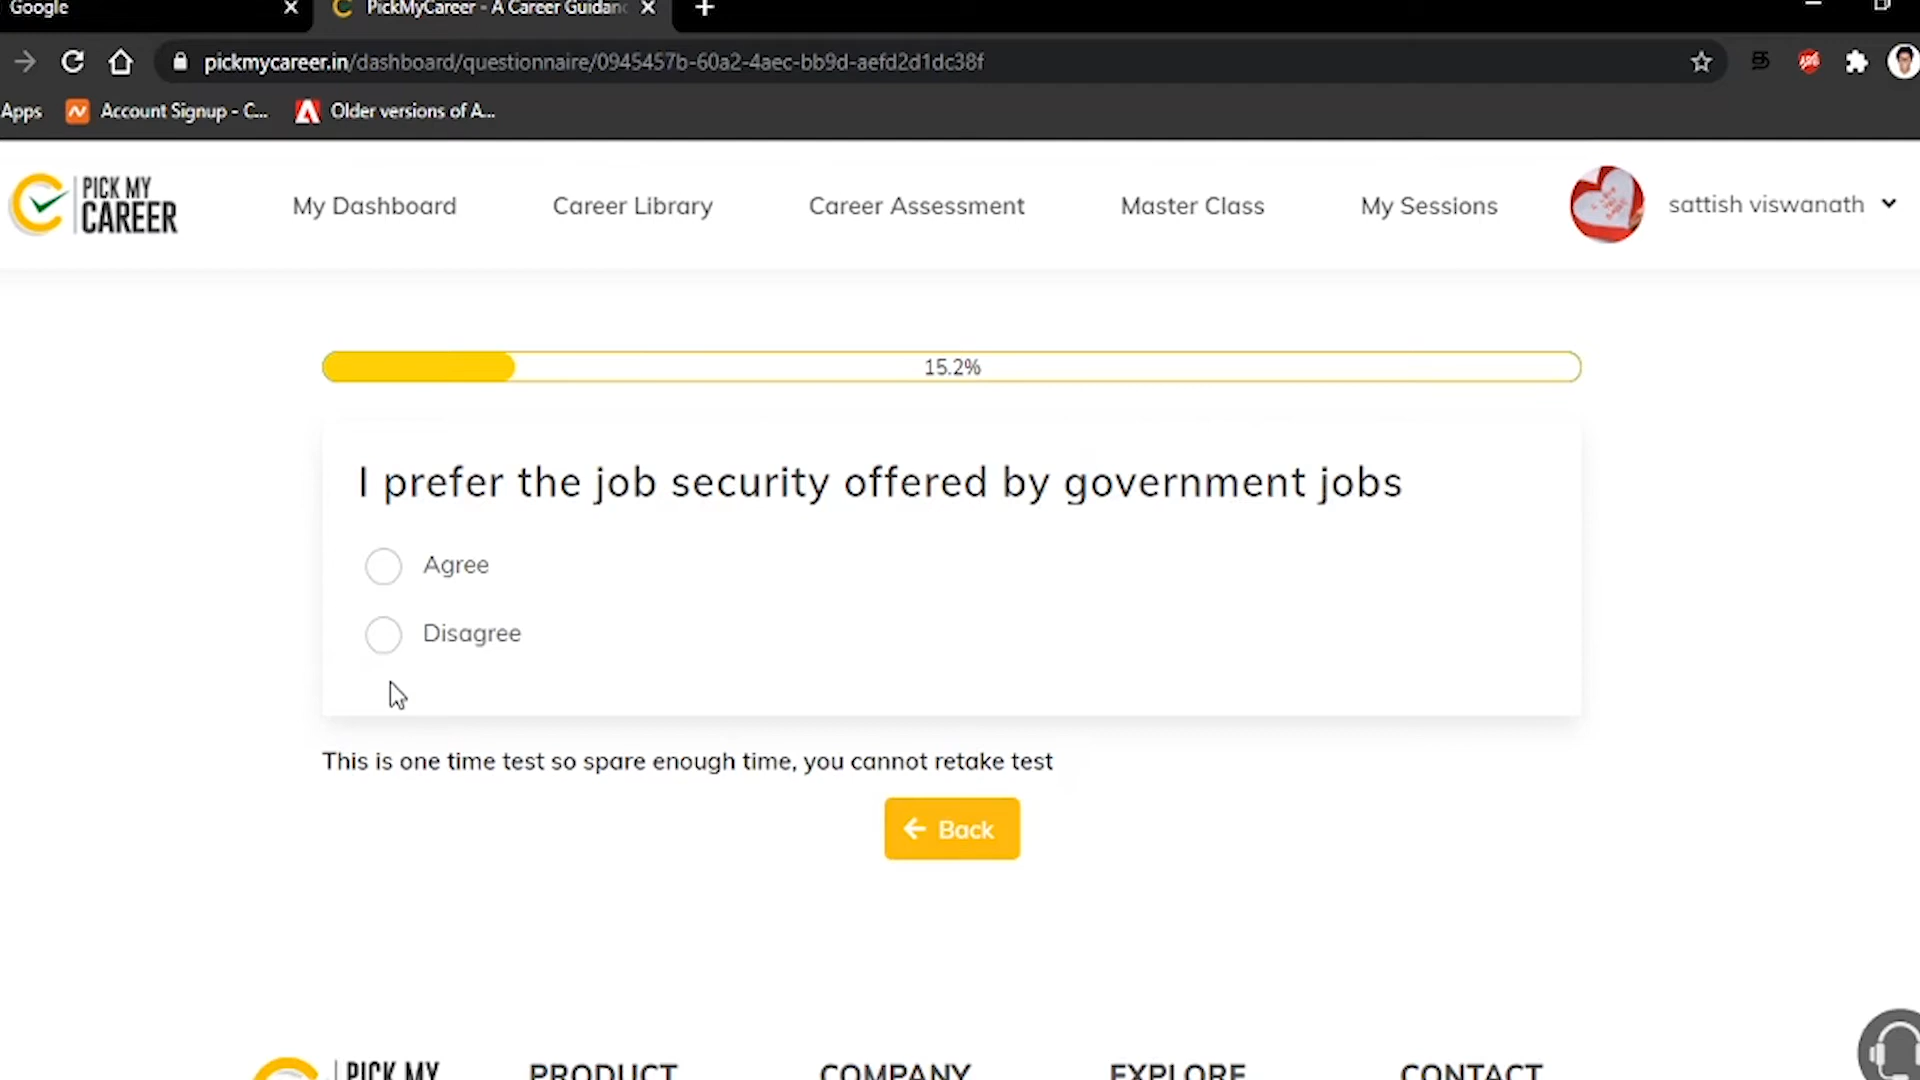 Google
PickMyCareer - A Career Guidanc
pickmycareer.in/dashboard/questionnaire/0945457b-60a2-4aec-bb9d-aefd2d1dc38f
Apps Account Signup - C... Older versions of A...
PICK MY
CAREER
My Dashboard Career Library Career Assessment Master Class My Sessions sattish viswanath
15.2%
I prefer the job security offered by government jobs
Agree
Disagree
This is one time test so spare enough time, you cannot retake test
Back
PICK MY PRODUCT COMPANY EXPLORE CONTACT